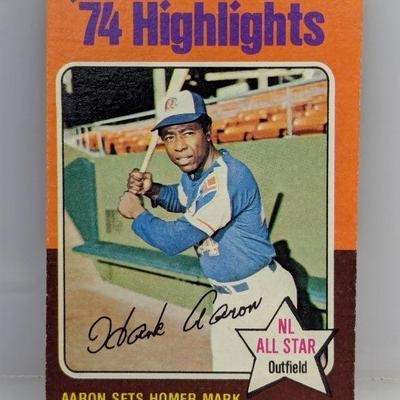 '74 Highlights
Hank Aaron
NL
ALL STAR
Outfield
AARON SETS HOMER MARK